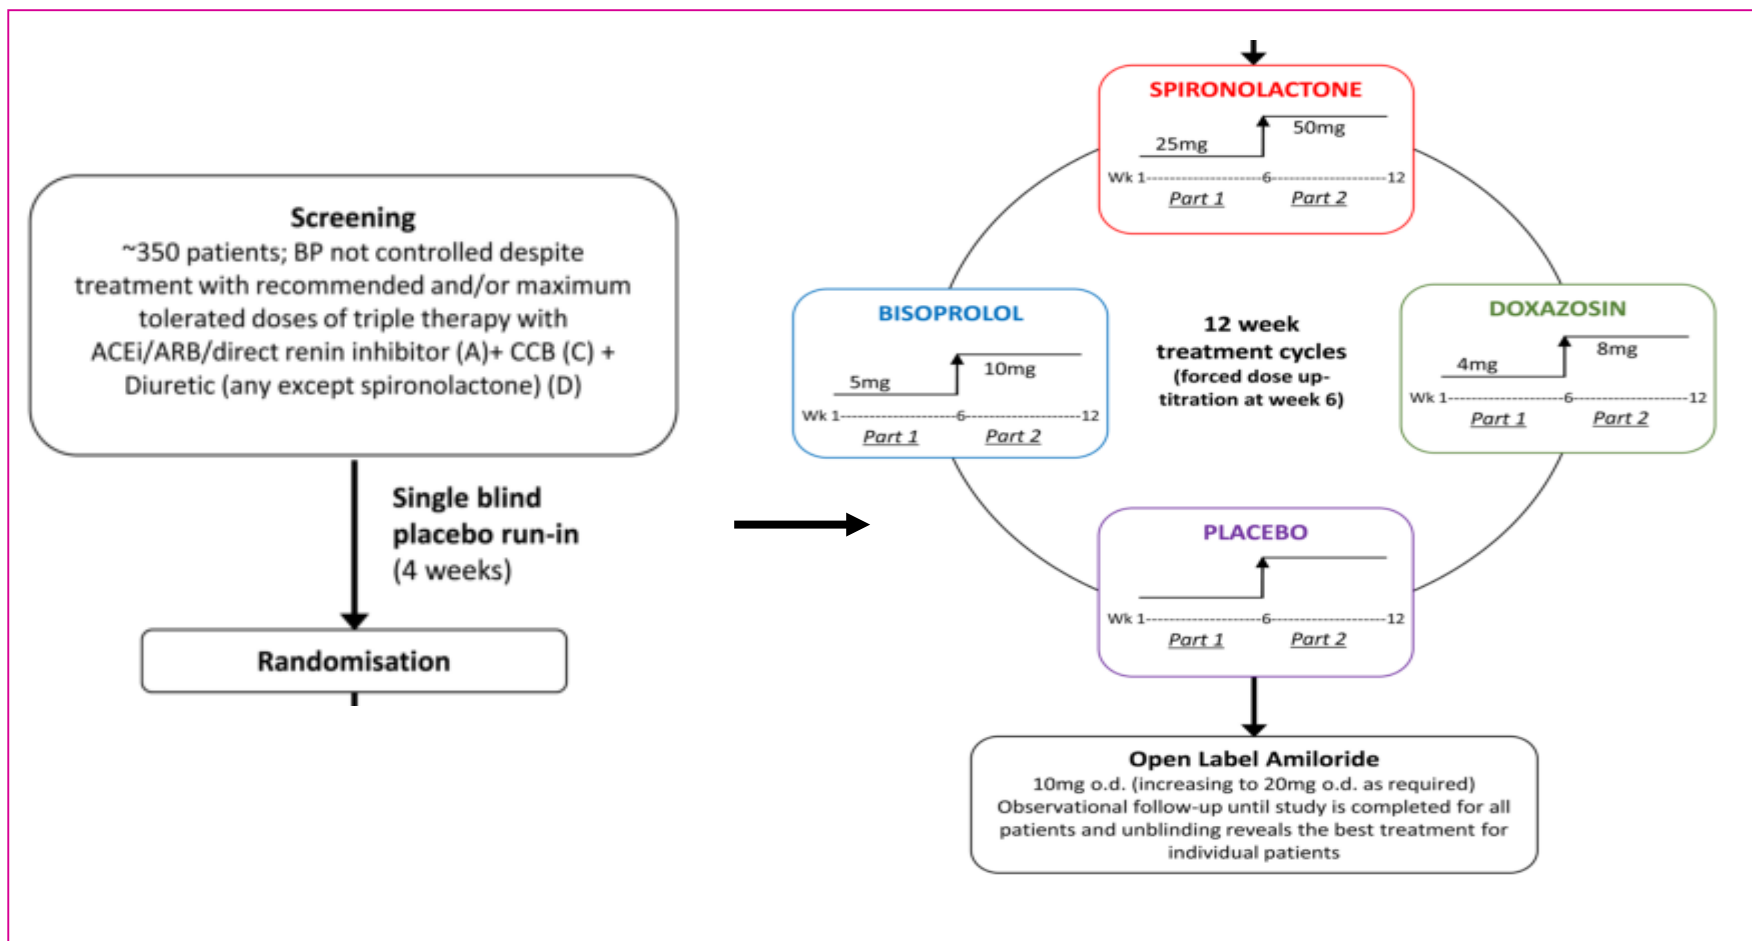 Screening
~350 patients; BP not controlled despite
treatment with recommended and/or maximum
tolerated doses of triple therapy with
ACEi/ARB/direct renin inhibitor (A)+ CCB (C) +
Diuretic (any except spironolactone) (D)
Single blind
placebo run-in
(4 weeks)
Randomisation
SPIRONOLACTONE
25mg
50mg
Wk 1----------------------6----------------------12
Part 1 Part 2
BISOPROLOL
5mg
10mg
Wk 1----------------------6----------------------12
Part 1 Part 2
12 week
treatment cycles
(forced dose up-
titration at week 6)
DOXAZOSIN
4mg
8mg
Wk 1----------------------6----------------------12
Part 1 Part 2
PLACEBO
Wk 1----------------------6----------------------12
Part 1 Part 2
Open Label Amiloride
10mg o.d. (increasing to 20mg o.d. as required)
Observational follow-up until study is completed for all
patients and unblinding reveals the best treatment for
individual patients